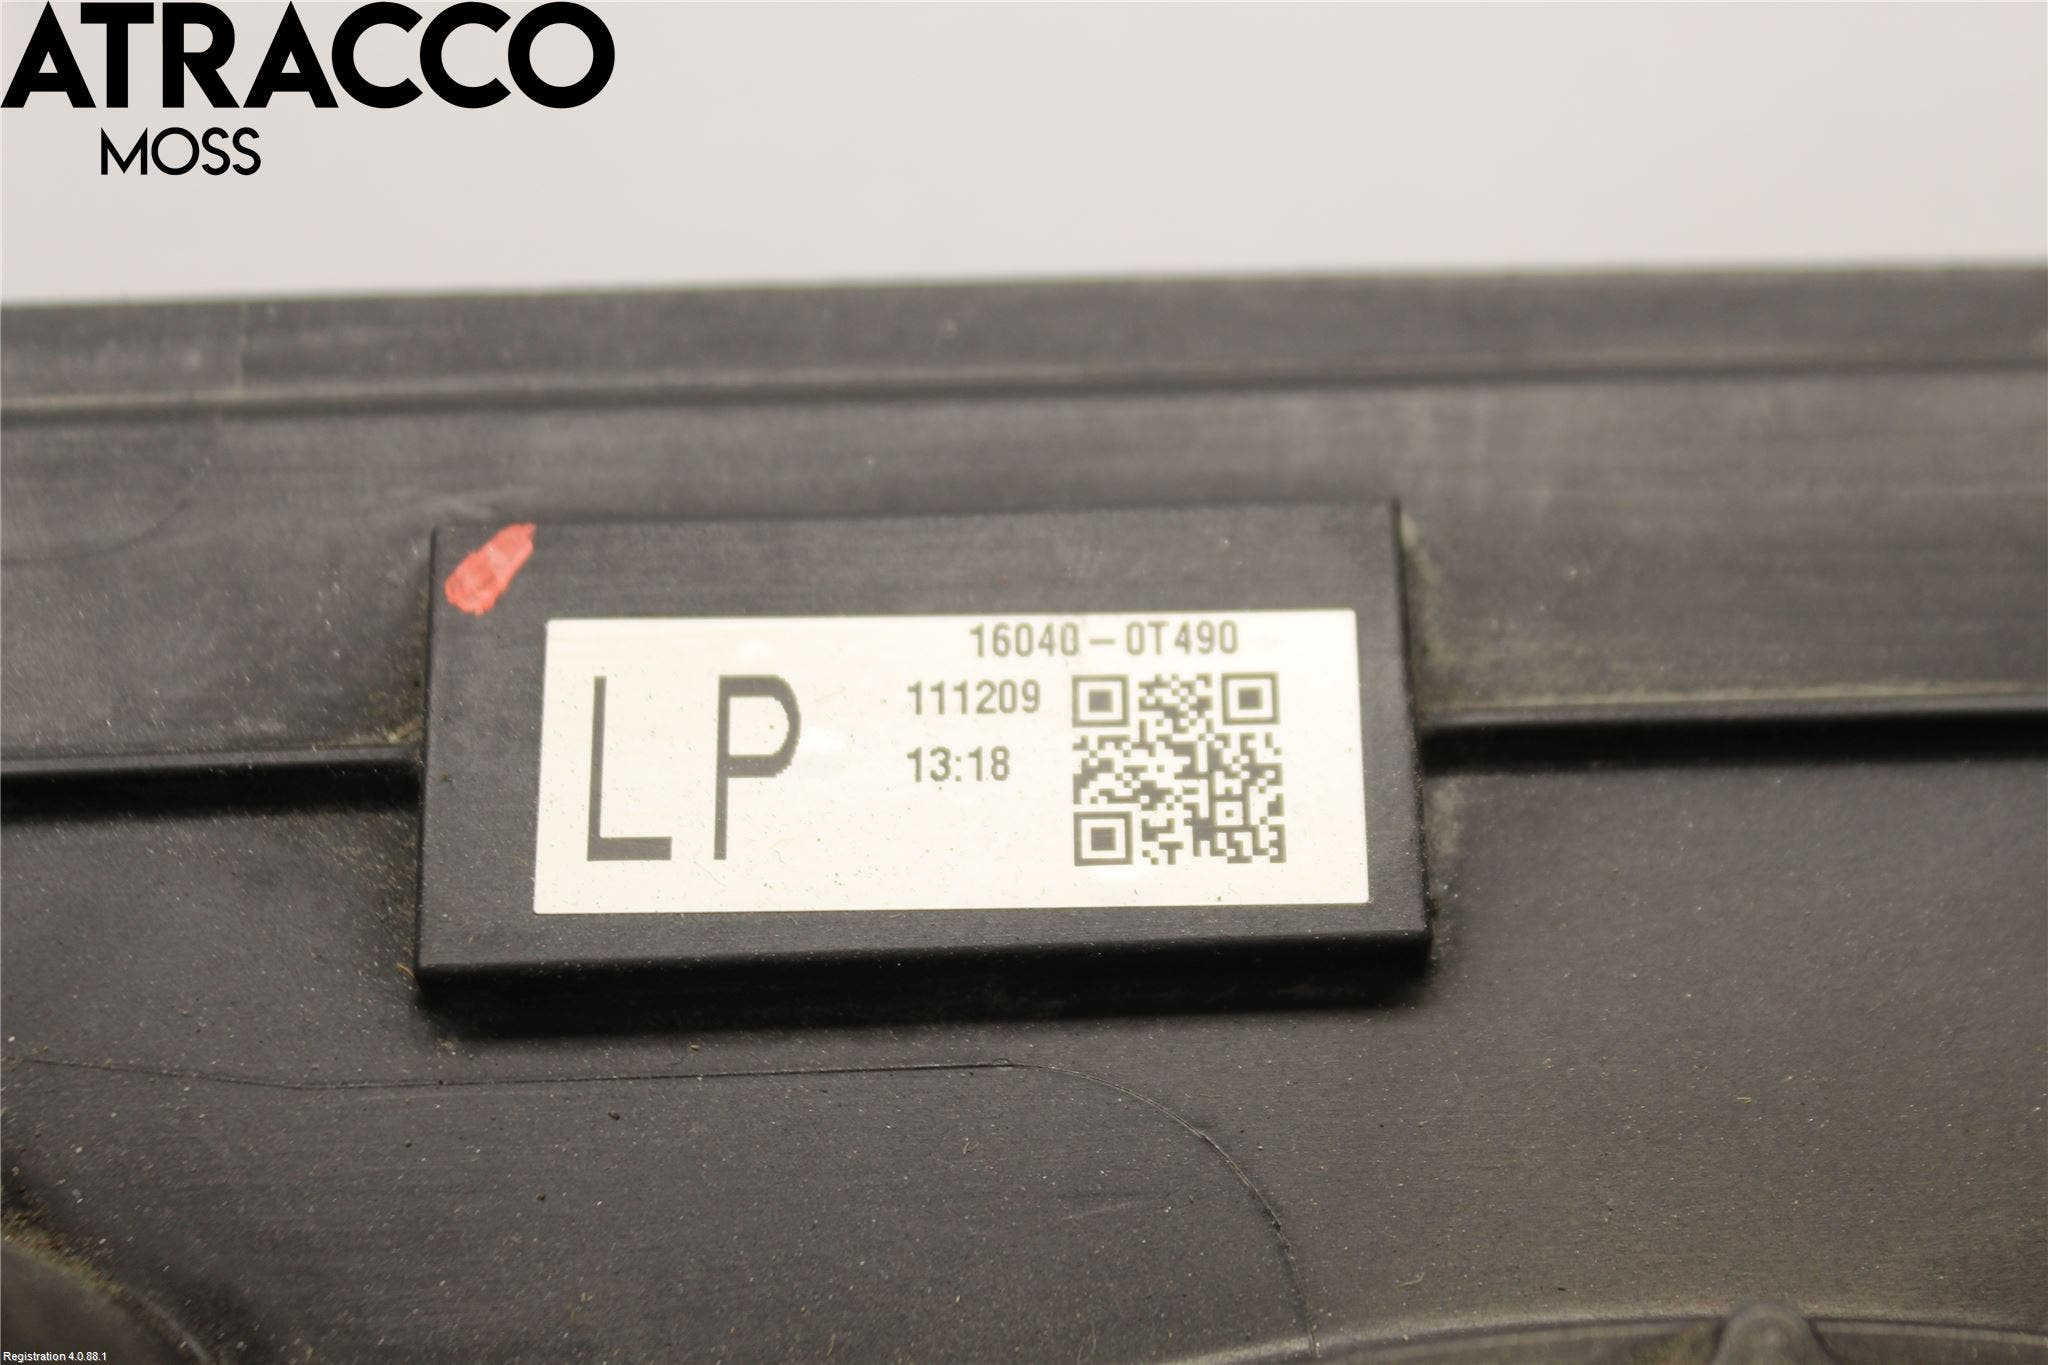 ATRACCO
MOSS
16040-0T490
LP
111209
13:18
Registration 4.0.88.1